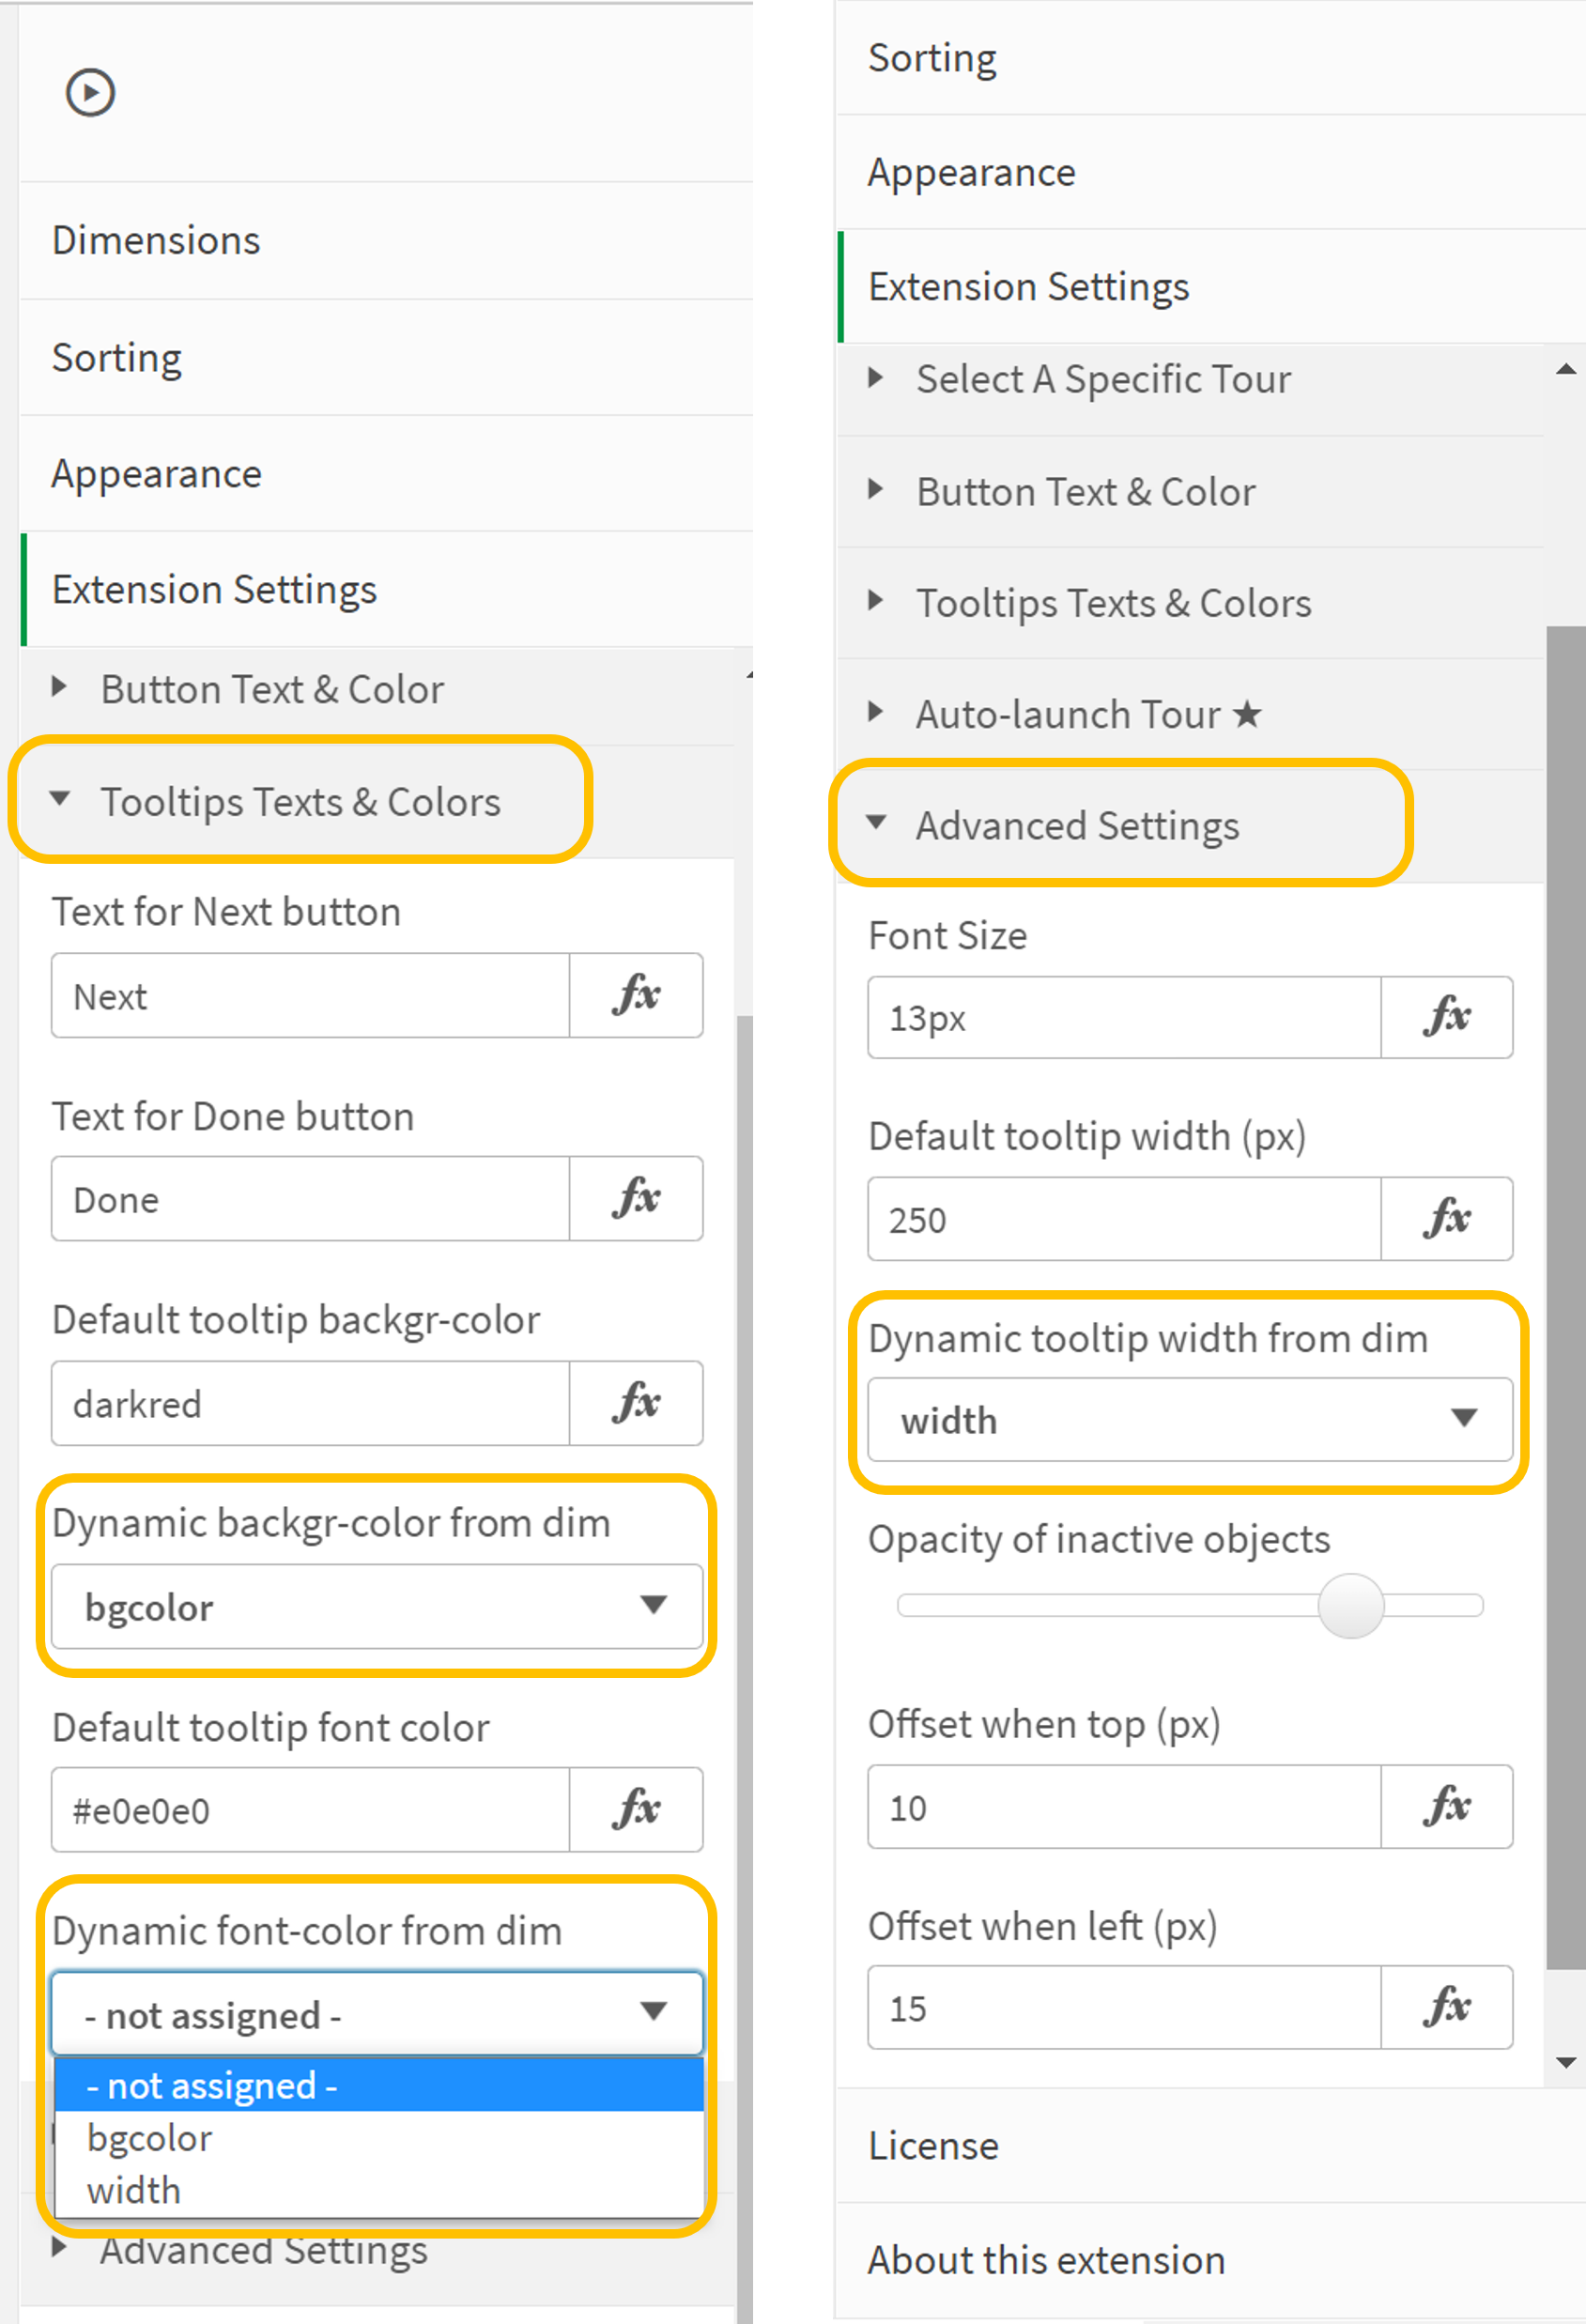 Dimensions
Sorting
Appearance
Extension Settings
Button Text & Color
Tooltips Texts & Colors
Text for Next button
Next fx
Text for Done button
Done fx
Default tooltip backgr-color
darkred fx
Dynamic backgr-color from dim
bgcolor
Default tooltip font color
#e0e0e0 fx
Dynamic font-color from dim
- not assigned -
- not assigned -
bgcolor
width
Advanced Settings
Sorting
Appearance
Extension Settings
Select A Specific Tour
Button Text & Color
Tooltips Texts & Colors
Auto-launch Tour ★
Advanced Settings
Font Size
13px fx
Default tooltip width (px)
250 fx
Dynamic tooltip width from dim
width
Opacity of inactive objects
Offset when top (px)
10 fx
Offset when left (px)
15 fx
License
About this extension